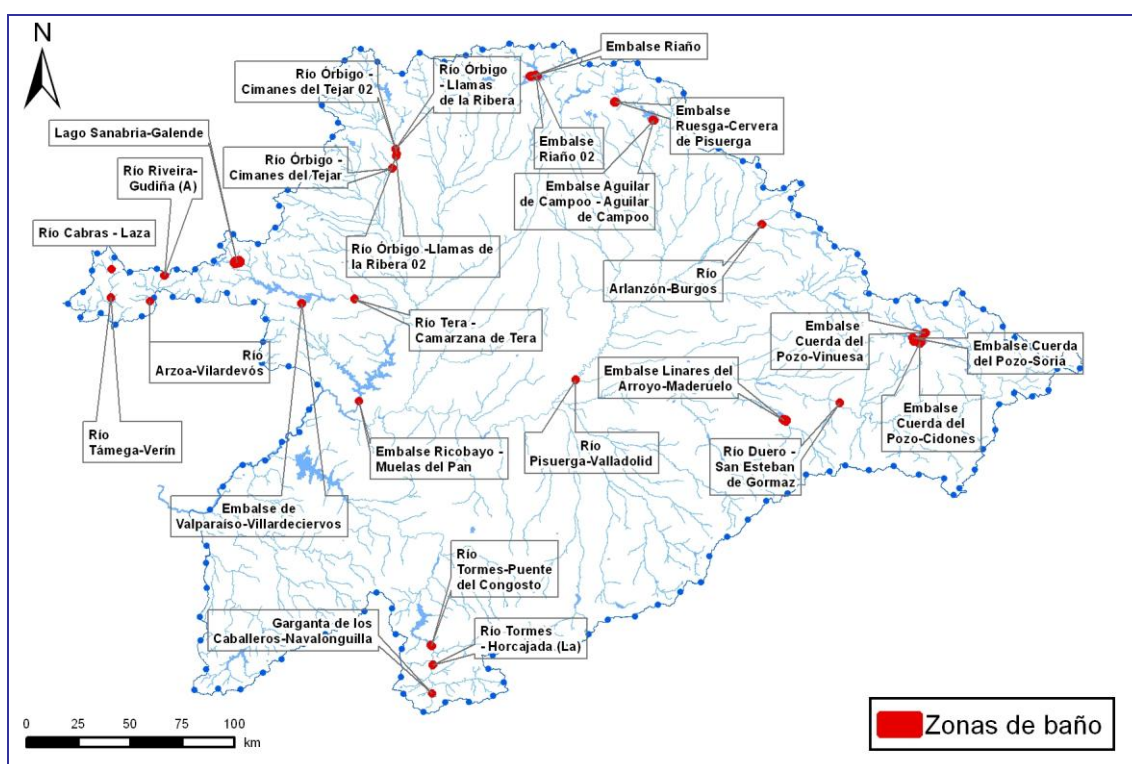 N
Embalse Riaño
Río Órbigo -
Cimanes del Tejar 02
Río Órbigo
- Llamas
de la Ribera
Embalse
Ruesga-Cervera
de Pisuerga
Lago Sanabria-Galende
Embalse
Riaño 02
Río Órbigo -
Cimanes del Tejar
Río Riveira-
Gudiña (A)
Embalse Aguilar
de Campoo - Aguilar
de Campoo
Río Cabras - Laza
Río Órbigo -Llamas de
la Ribera 02
Río
Arlanzón-Burgos
Río Tera -
Camarzana de Tera
Embalse
Cuerda del
Pozo-Vinuesa
Embalse Cuerda
del Pozo-Soria
Río
Arzoa-Vilardevós
Embalse Linares del
Arroyo-Maderuelo
Embalse
Cuerda del
Pozo-Cidones
Río
Támega-Verín
Embalse Ricobayo -
Muelas del Pan
Río
Pisuerga-Valladolid
Río Duero -
San Esteban
de Gormaz
Embalse de
Valparaíso-Villardeciervos
Río
Tormes-Puente
del Congosto
Garganta de los
Caballeros-Navalonguilla
Río Tormes
- Horcajada (La)
0 25 50 75 100
km
Zonas de baño